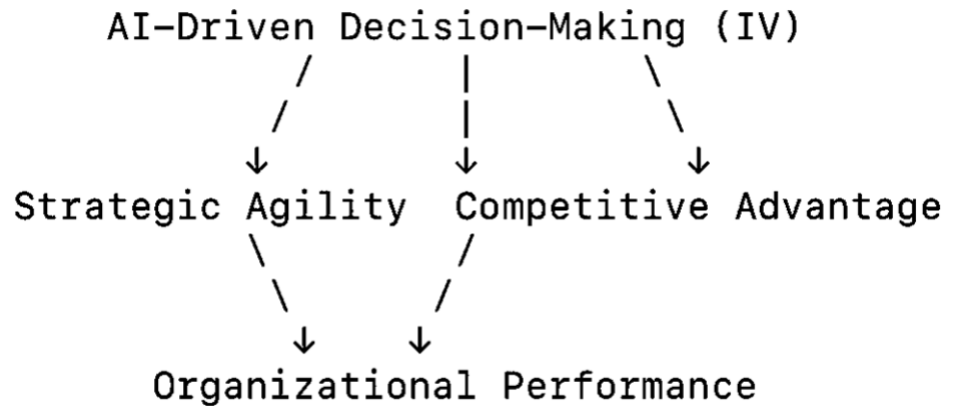 AI-Driven Decision-Making (IV)
Strategic Agility Competitive Advantage
Organizational Performance